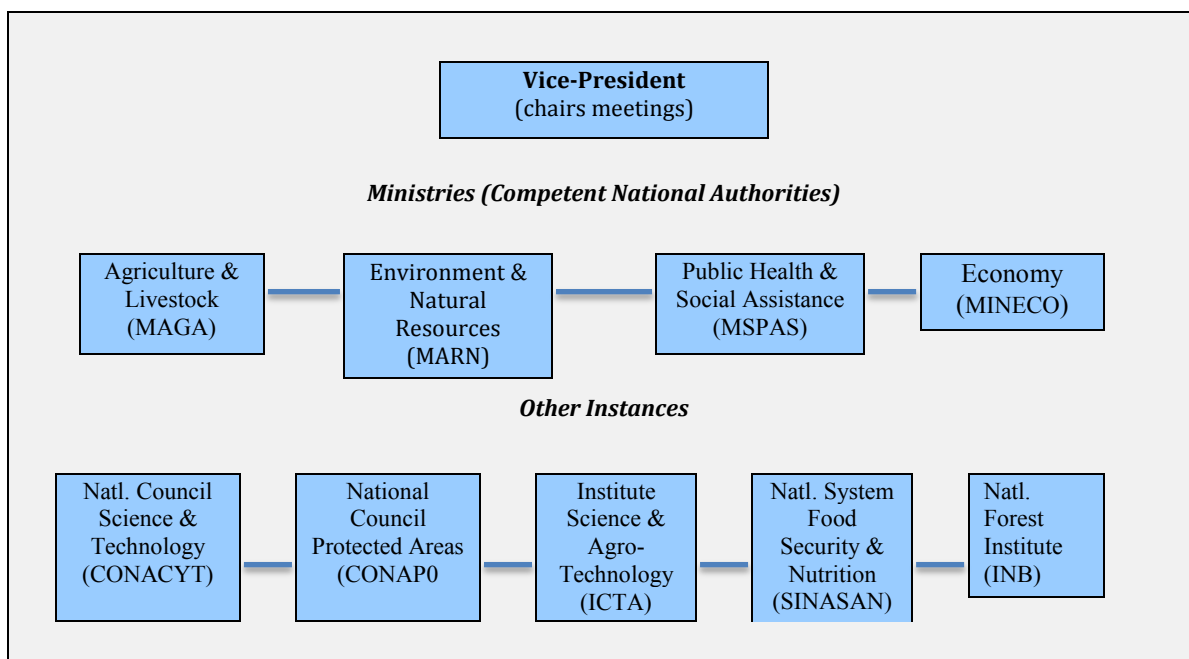 Vice-President
(chairs meetings)
Ministries (Competent National Authorities)
Agriculture &
Livestock
(MAGA)
Environment &
Natural
Resources
(MARN)
Public Health &
Social Assistance
(MSPAS)
Economy
(MINECO)
Other Instances
Natl. Council
Science &
Technology
(CONACYT)
National
Council
Protected Areas
(CONAP0
Institute
Science &
Agro-
Technology
(ICTA)
Natl. System
Food
Security &
Nutrition
(SINASAN)
Natl.
Forest
Institute
(INB)